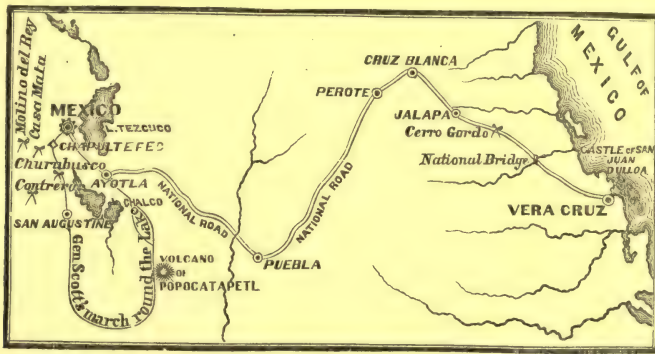 GULF OF
MEXICO
CRUZ BLANCA
PEROTE
JALAPA
Cerro Gordo
National Bridge
CASTLE OF SAN
JUAN
DULLOA
VERA CRUZ
Molino del Rey
Casa Mata
MEXICO
L. TEZCUCO
CHAPULTEFEC
Churubusco
Contreras
AYOTLA
CHALCO
SAN AUGUSTINE
NATIONAL ROAD
NATIONAL ROAD
PUEBLA
VOLCANO
OF
POPOCATAPETL
Gen Scott's march round the Lake